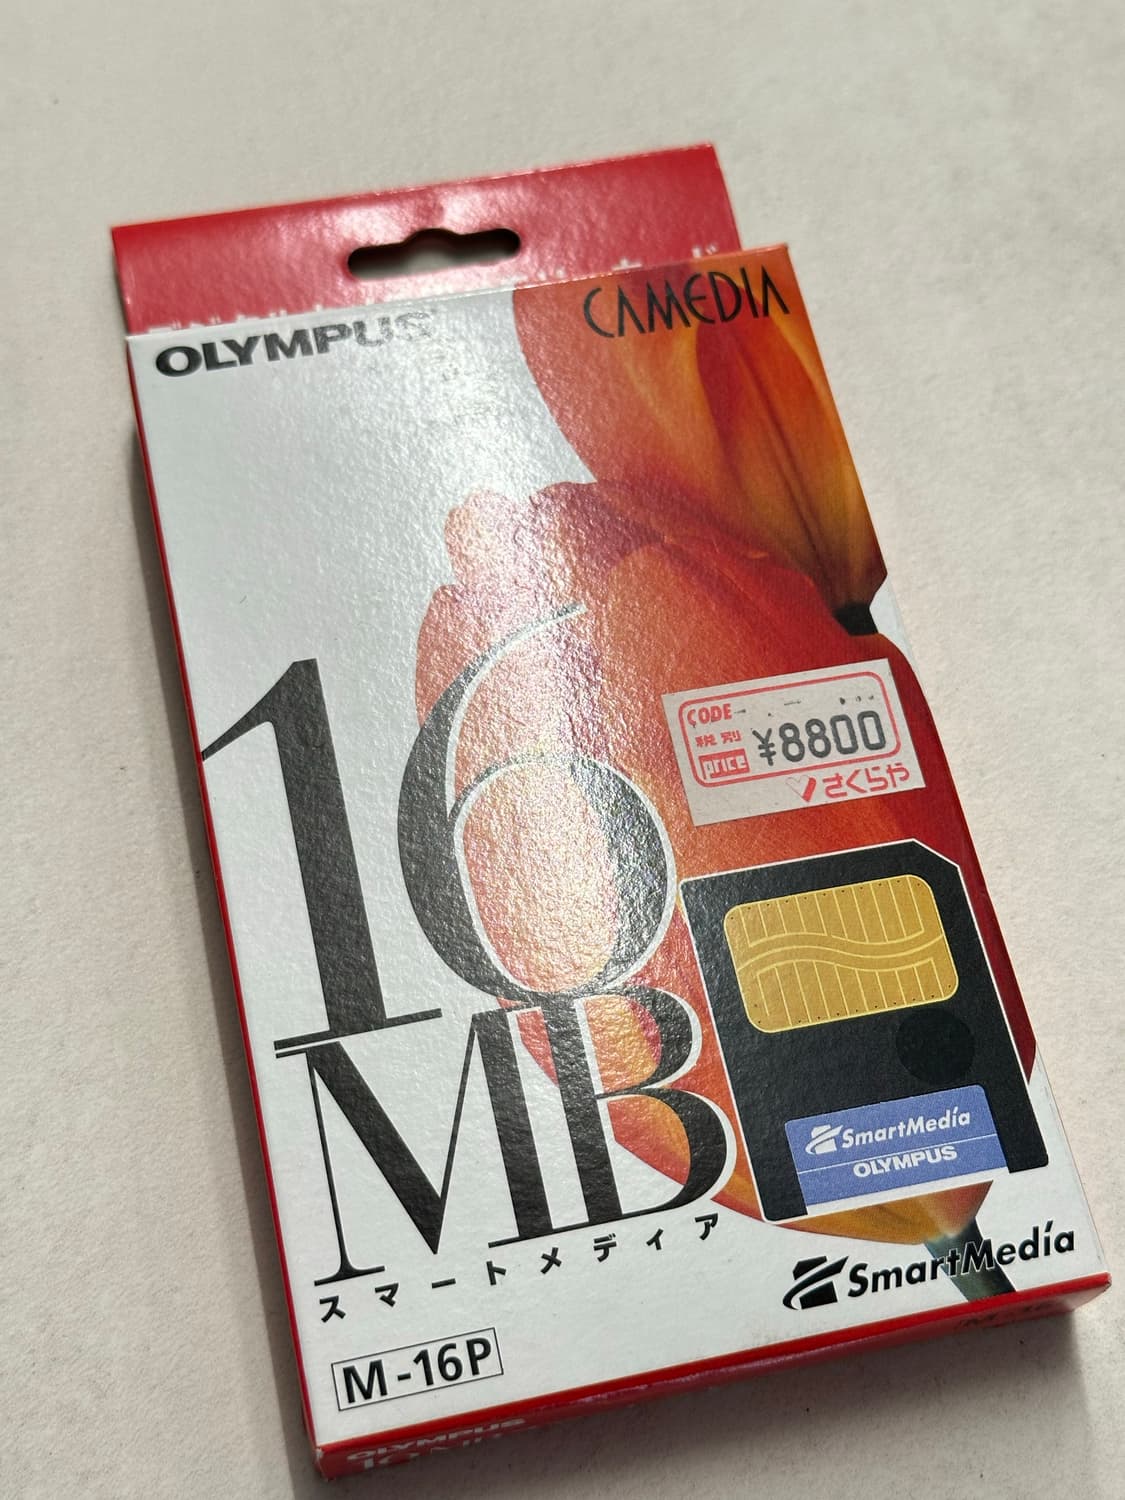 OLYMPUS
CAMEDIA
16
MB
スマートメディア
M-16P
CODE
税別
¥8800
price
さくらや
SmartMedia
OLYMPUS
SmartMedia
OLYMPUS